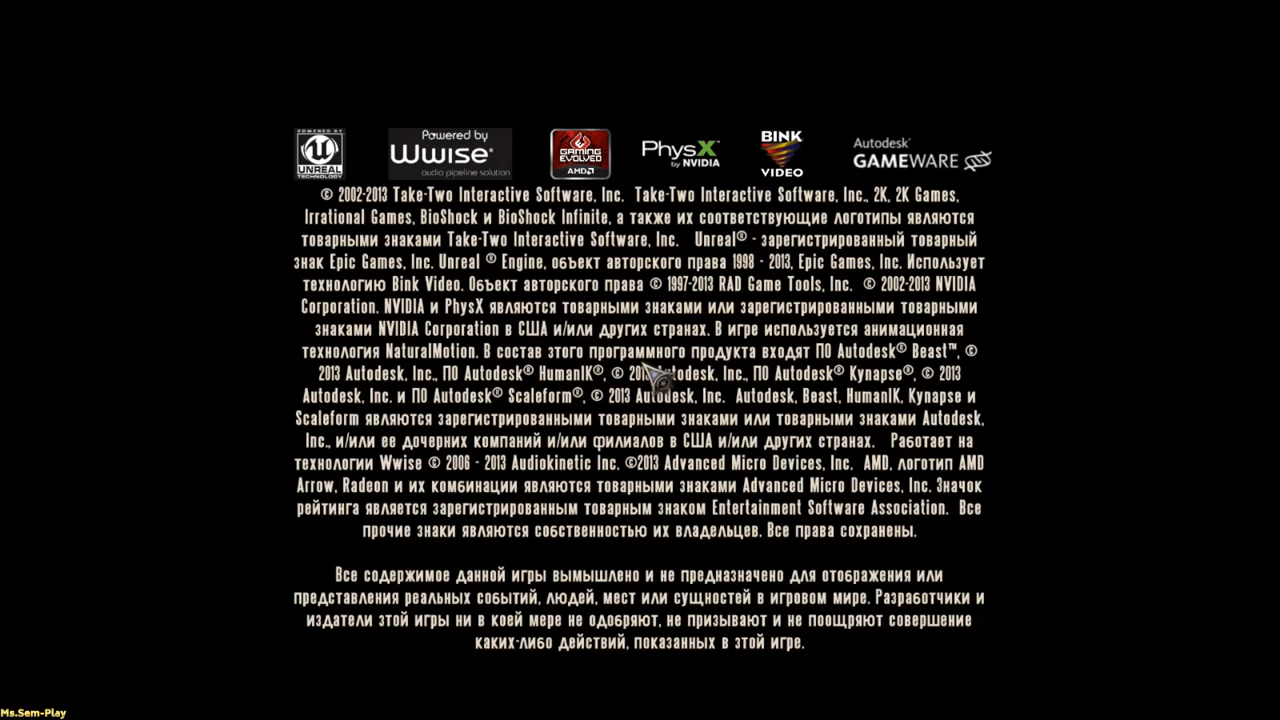 POWERED BY
UNREAL
TECHNOLOGY
Powered by
Wwise®
audio pipeline solution
GAMING
EVOLVED
AMD
PhysX
by NVIDIA
BINK
VIDEO
Autodesk®
GAMEWARE
© 2002-2013 Take-Two Interactive Software, Inc. Take-Two Interactive Software, Inc., 2K, 2K Games,
Irrational Games, BioShock и BioShock Infinite, а также их соответствующие логотипы являются
товарными знаками Take-Two Interactive Software, Inc. Unreal® - зарегистрированный товарный
знак Epic Games, Inc. Unreal ® Engine, объект авторского права 1998 - 2013, Epic Games, Inc. Использует
технологию Bink Video. Объект авторского права © 1997-2013 RAD Game Tools, Inc. © 2002-2013 NVIDIA
Corporation. NVIDIA и PhysX являются товарными знаками или зарегистрированными товарными
знаками NVIDIA Corporation в США и/или других странах. В игре используется анимационная
технология NaturalMotion. В состав этого программного продукта входят ПО Autodesk® Beast™, ©
2013 Autodesk, Inc., ПО Autodesk® HumanIK®, © Autodesk, Inc., ПО Autodesk® Kynapse®, © 2013
Autodesk, Inc. и ПО Autodesk® Scaleform®, © 2013 Autodesk, Inc. Autodesk, Beast, HumanIK, Kynapse и
Scaleform являются зарегистрированными товарными знаками или товарными знаками Autodesk,
Inc., и/или ее дочерних компаний и/или филиалов в США и/или других странах. Работает на
технологии Wwise © 2006 - 2013 Audiokinetic Inc. ©2013 Advanced Micro Devices, Inc. AMD, логотип AMD
Arrow, Radeon и их комбинации являются товарными знаками Advanced Micro Devices, Inc. Значок
рейтинга является зарегистрированным товарным знаком Entertainment Software Association. Все
прочие знаки являются собственностью их владельцев. Все права сохранены.
Все содержимое данной игры вымышлено и не предназначено для отображения или
представления реальных событий, людей, мест или сущностей в игровом мире. Разработчики и
издатели этой игры ни в коей мере не одобряют, не призывают и не поощряют совершение
каких-либо действий, показанных в этой игре.
Ms.Sem-Play